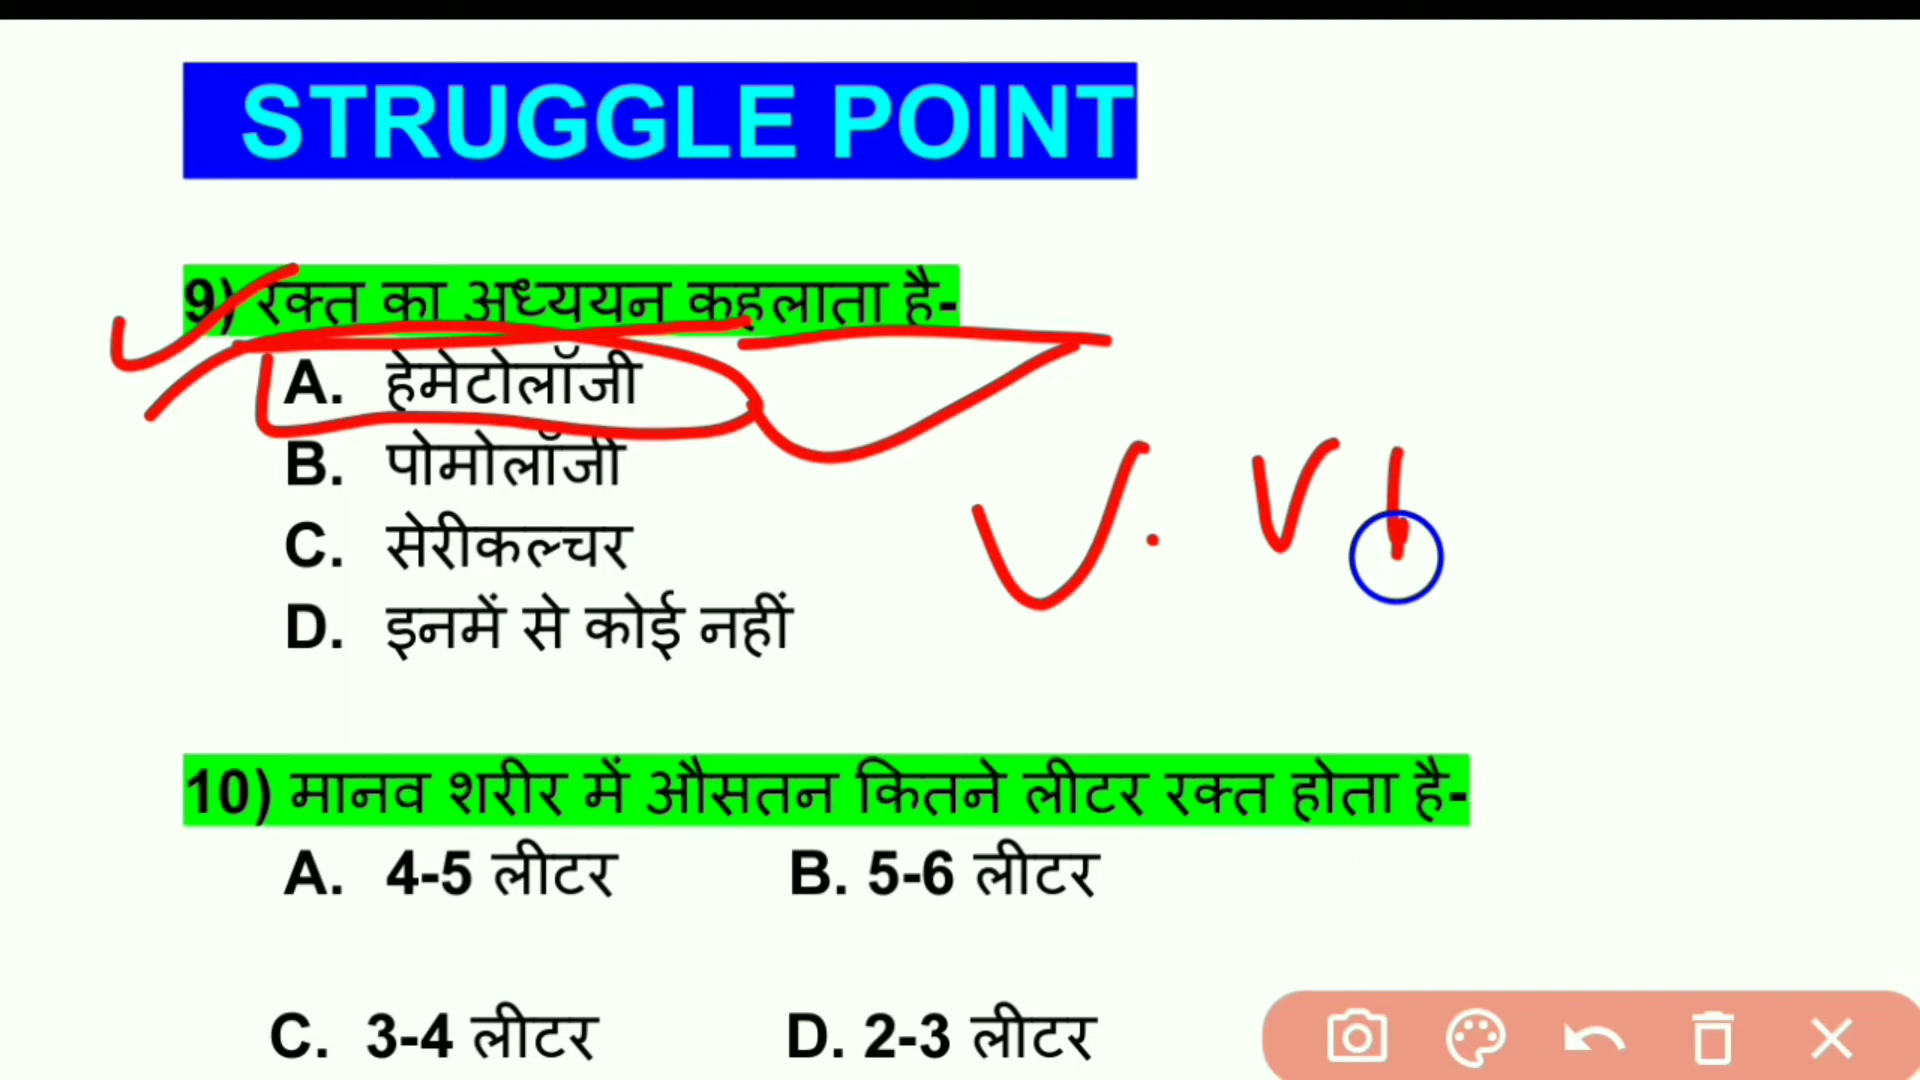 STRUGGLE POINT
9) रक्त का अध्ययन कहलाता है-
A. हेमेटोलॉजी
B. पोमोलॉजी
C. सेरीकल्चर
D. इनमें से कोई नहीं
V. V I
10) मानव शरीर में औसतन कितने लीटर रक्त होता है-
A. 4-5 लीटर B. 5-6 लीटर
C. 3-4 लीटर D. 2-3 लीटर